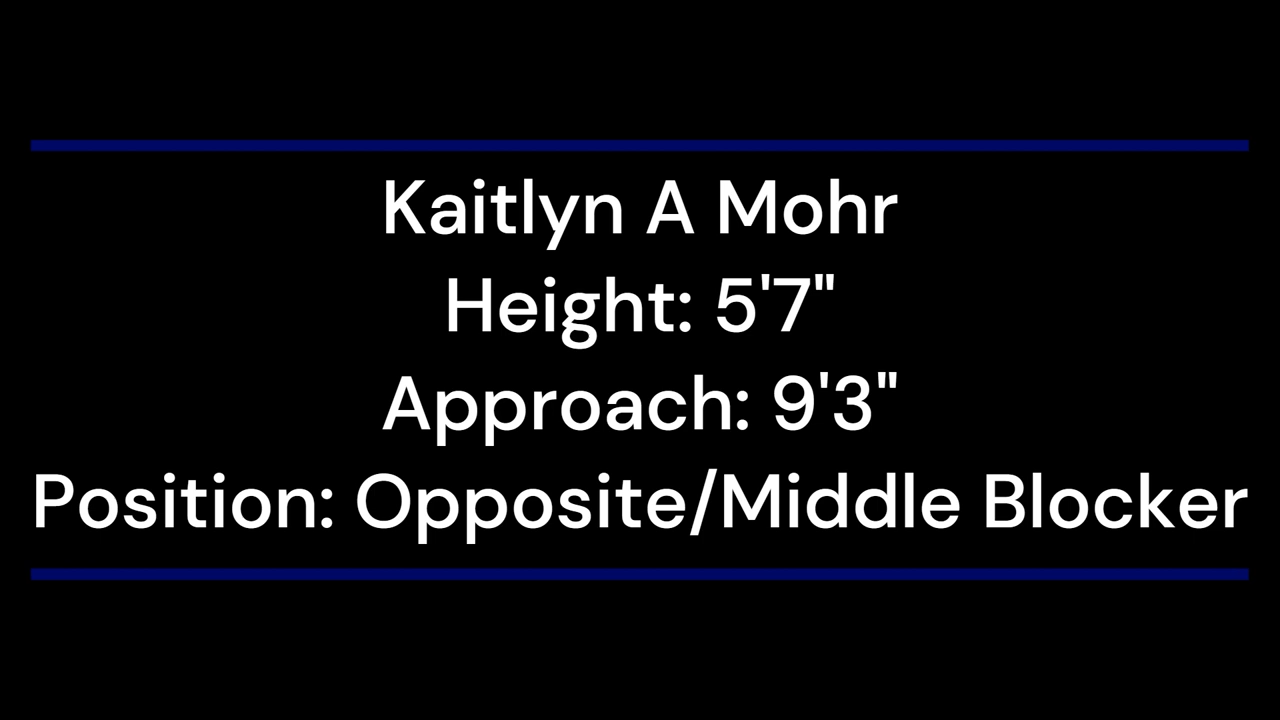 Kaitlyn A Mohr
Height: 5'7"
Approach: 9'3"
Position: Opposite/Middle Blocker